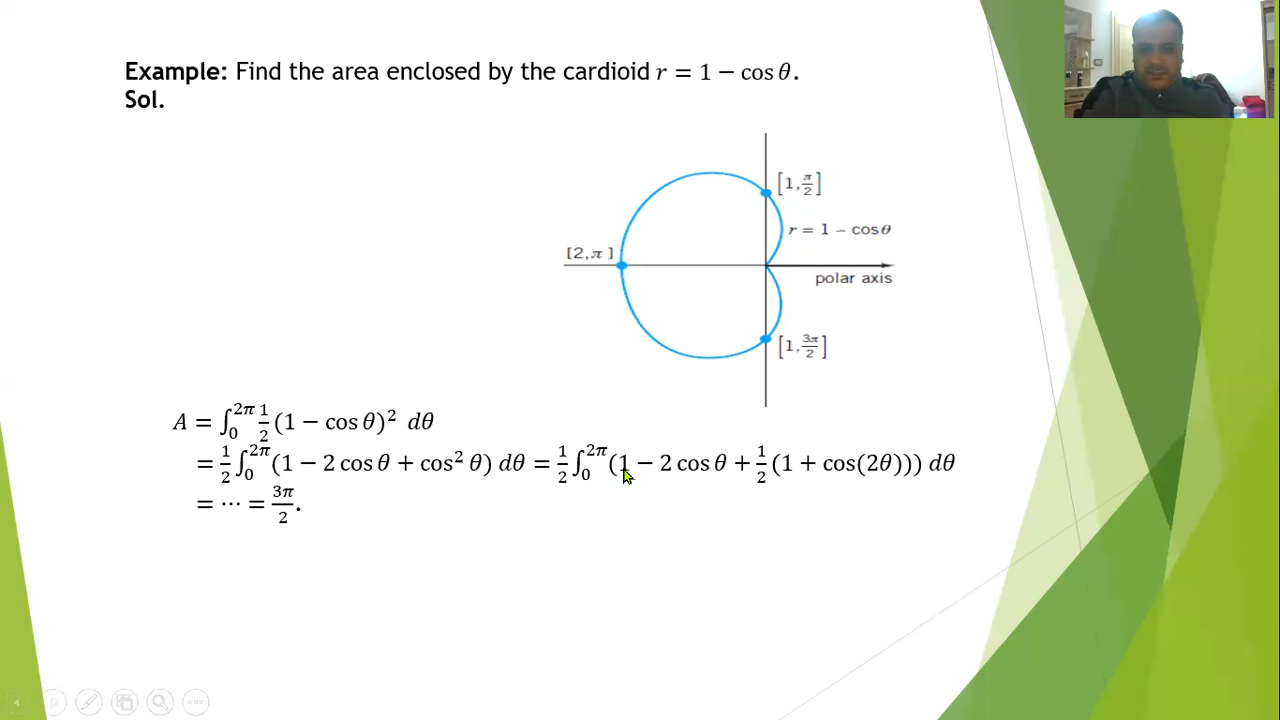 Example: Find the area enclosed by the cardioid r = 1 − cos θ.
Sol.
[1, π/2]
r = 1 − cosθ
[2, π ]
polar axis
[1, 3π/2]
A = ∫₀^2π 1/2 (1 − cos θ)² dθ
= 1/2 ∫₀^2π (1 − 2 cos θ + cos² θ) dθ = 1/2 ∫₀^2π (1 − 2 cos θ + 1/2 (1 + cos(2θ))) dθ
= ⋯ = 3π/2.